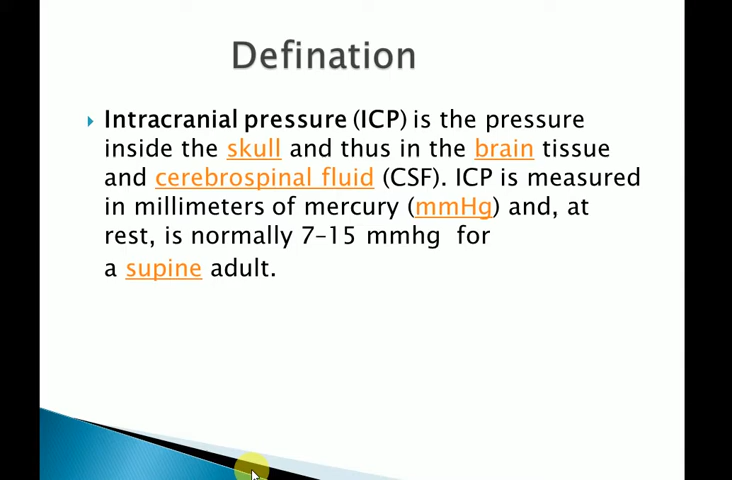 Defination
Intracranial pressure (ICP) is the pressure
inside the skull and thus in the brain tissue
and cerebrospinal fluid (CSF). ICP is measured
in millimeters of mercury (mmHg) and, at
rest, is normally 7–15 mmhg for
a supine adult.